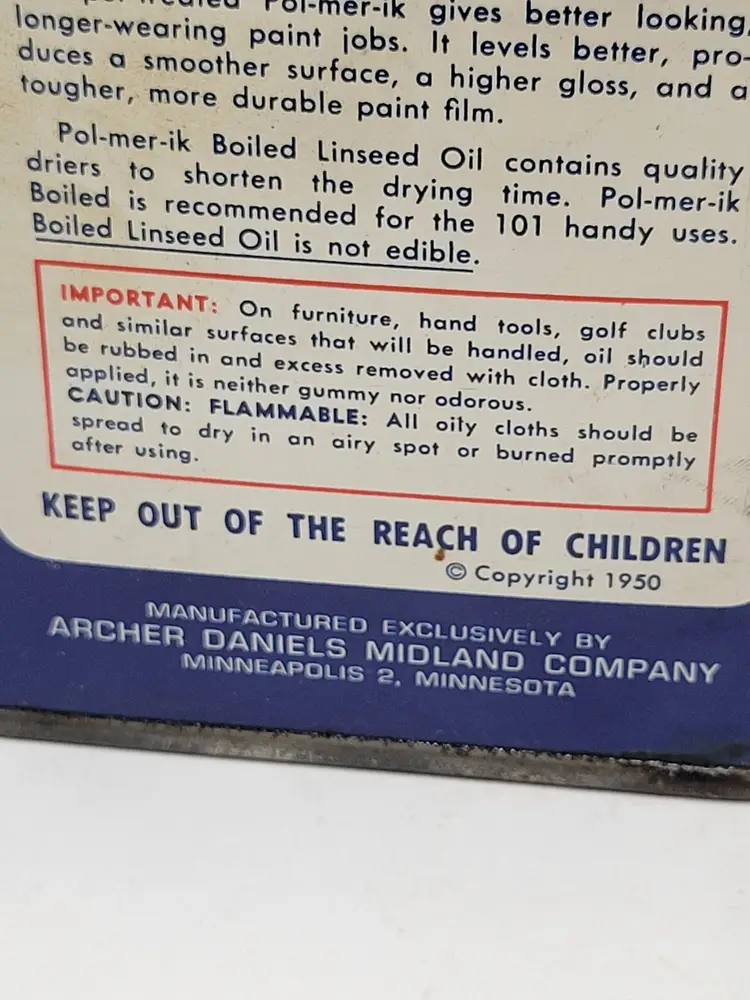 Pol-mer-ik gives better looking,
longer-wearing paint jobs. It levels better, pro-
duces a smoother surface, a higher gloss, and a
tougher, more durable paint film.
Pol-mer-ik Boiled Linseed Oil contains quality
driers to shorten the drying time. Pol-mer-ik
Boiled is recommended for the 101 handy uses.
Boiled Linseed Oil is not edible.
IMPORTANT: On furniture, hand tools, golf clubs
and similar surfaces that will be handled, oil should
be rubbed in and excess removed with cloth. Properly
applied, it is neither gummy nor odorous.
CAUTION: FLAMMABLE: All oily cloths should be
spread to dry in an airy spot or burned promptly
after using.
KEEP OUT OF THE REACH OF CHILDREN
© Copyright 1950
MANUFACTURED EXCLUSIVELY BY
ARCHER DANIELS MIDLAND COMPANY
MINNEAPOLIS 2, MINNESOTA